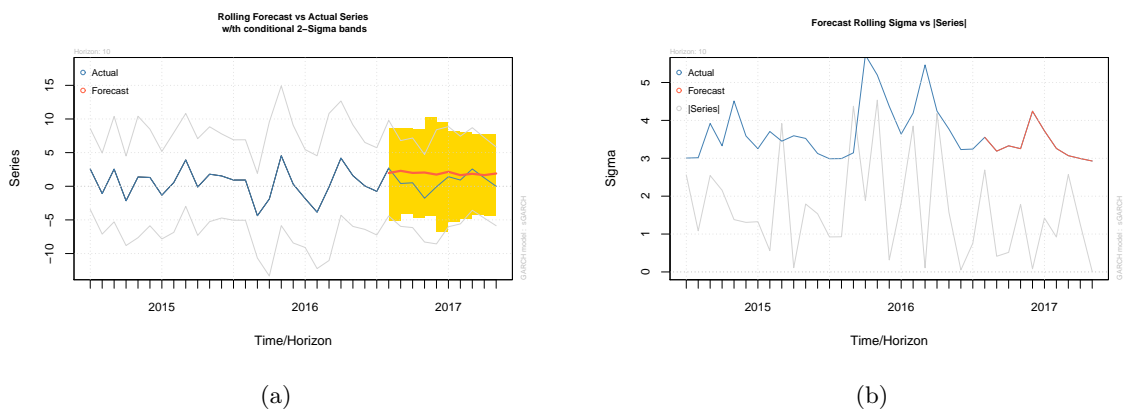 Rolling Forecast vs Actual Series
w/th conditional 2−Sigma bands
Horizon: 10
Actual
Forecast
Series
15
10
5
0
−5
−10
2015
2016
2017
Time/Horizon
GARCH model : sGARCH
(a)
Forecast Rolling Sigma vs |Series|
Horizon: 10
Actual
Forecast
|Series|
Sigma
5
4
3
2
1
0
2015
2016
2017
Time/Horizon
GARCH model : sGARCH
(b)